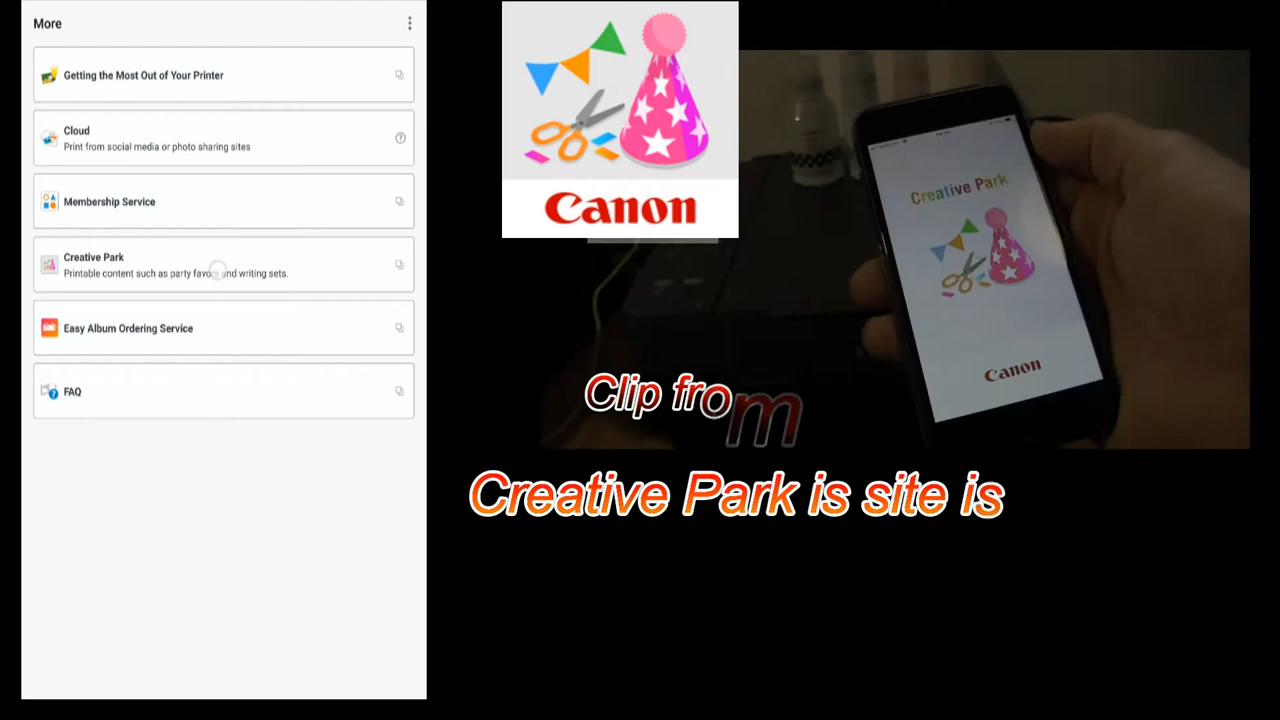 More
Getting the Most Out of Your Printer
Cloud
Print from social media or photo sharing sites
Membership Service
Creative Park
Printable content such as party favors and writing sets.
Easy Album Ordering Service
FAQ
Canon
Creative Park
Canon
Clip from
Creative Park is site is